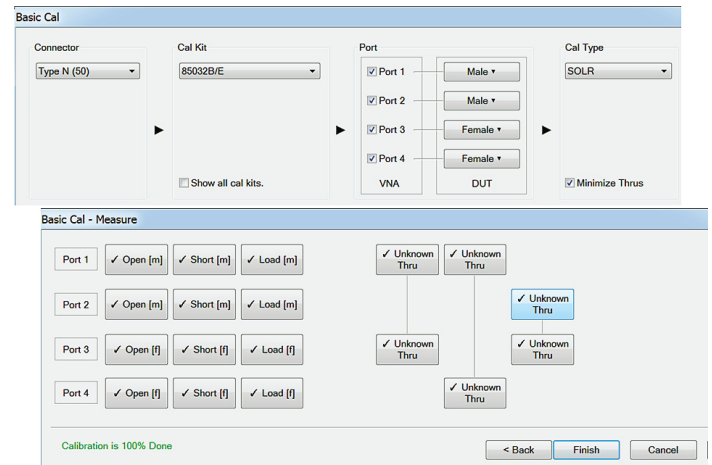 Basic Cal
Connector Cal Kit Port Cal Type
Type N (50) 85032B/E ✓ Port 1 Male ▾ SOLR
✓ Port 2 Male ▾
✓ Port 3 Female ▾
✓ Port 4 Female ▾
Show all cal kits. VNA DUT ✓ Minimize Thrus
Basic Cal - Measure
Port 1 ✓ Open [m] ✓ Short [m] ✓ Load [m] ✓ Unknown Thru ✓ Unknown Thru
Port 2 ✓ Open [m] ✓ Short [m] ✓ Load [m] ✓ Unknown Thru
Port 3 ✓ Open [f] ✓ Short [f] ✓ Load [f] ✓ Unknown Thru ✓ Unknown Thru
Port 4 ✓ Open [f] ✓ Short [f] ✓ Load [f] ✓ Unknown Thru
Calibration is 100% Done < Back Finish Cancel